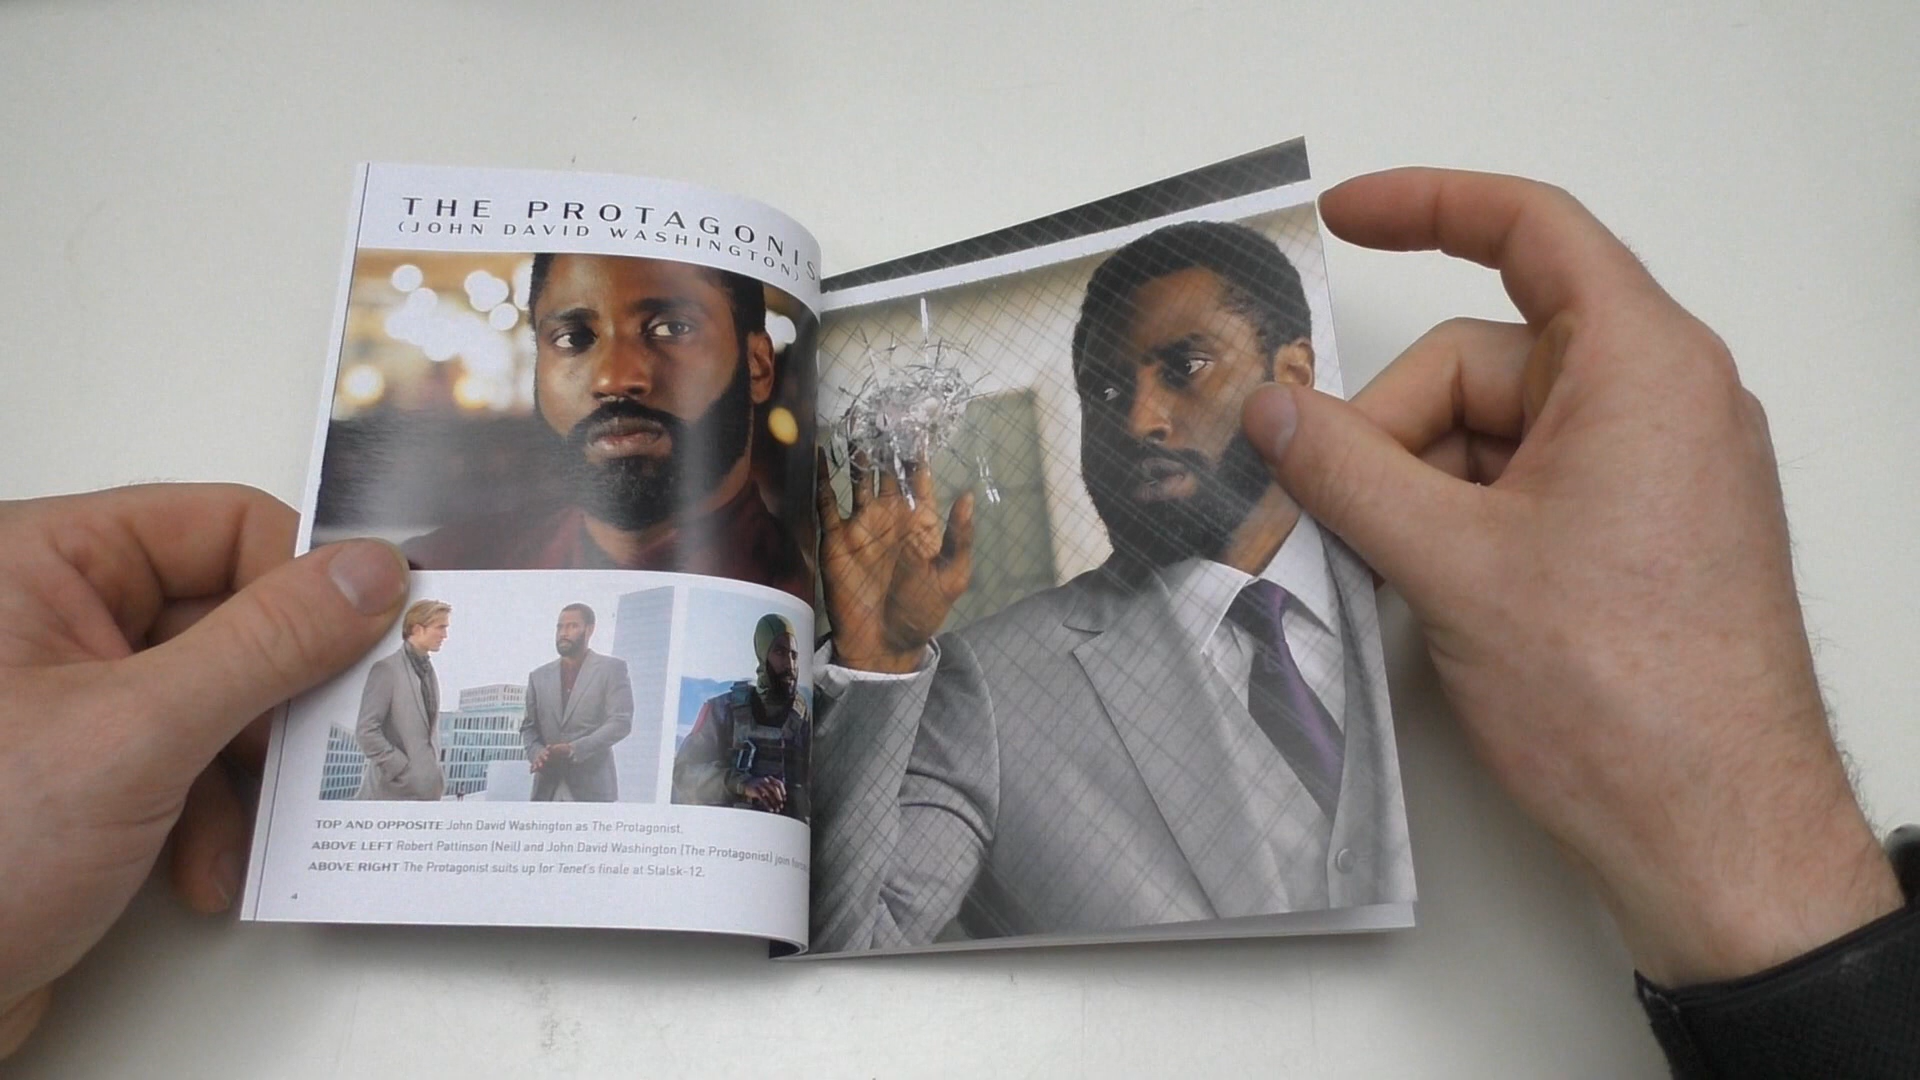 THE PROTAGONIS
(JOHN DAVID WASHINGTON)
TOP AND OPPOSITE John David Washington as The Protagonist.
ABOVE LEFT Robert Pattinson (Neil) and John David Washington (The Protagonist) join
ABOVE RIGHT The Protagonist suits up for Tenet's finale at Stalsk-12.
4